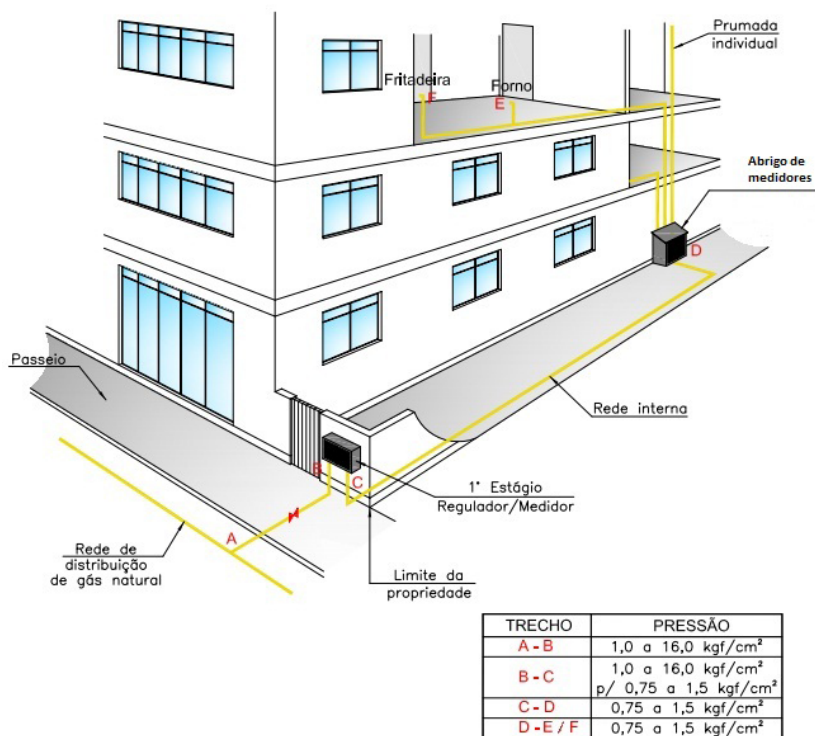 Prumada
individual
Fritadeira
F
Forno
E
Abrigo de
medidores
D
Passeio
Rede interna
B
C
1° Estágio
Regulador/Medidor
A
Rede de
distribuição
de gás natural
Limite da
propriedade
TRECHO PRESSÃO
A - B 1,0 a 16,0 kgf/cm²
B - C 1,0 a 16,0 kgf/cm²
p/ 0,75 a 1,5 kgf/cm²
C - D 0,75 a 1,5 kgf/cm²
D - E / F 0,75 a 1,5 kgf/cm²